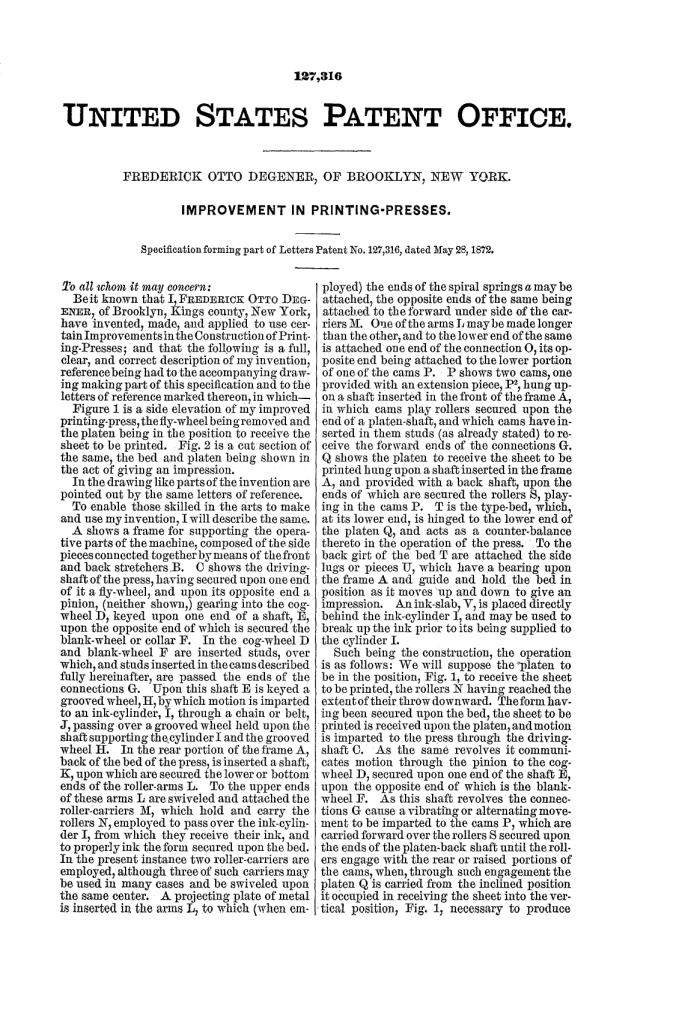 127,316
UNITED STATES PATENT OFFICE.
FREDERICK OTTO DEGENER, OF BROOKLYN, NEW YORK.
IMPROVEMENT IN PRINTING-PRESSES.
Specification forming part of Letters Patent No. 127,316, dated May 28, 1872.
To all whom it may concern:
Be it known that I, FREDERICK OTTO DEG-
ENER, of Brooklyn, Kings county, New York,
have invented, made, and applied to use cer-
tain Improvements in the Construction of Print-
ing-Presses; and that the following is a full,
clear, and correct description of my invention,
reference being had to the accompanying draw-
ing making part of this specification and to the
letters of reference marked thereon, in which—
Figure 1 is a side elevation of my improved
printing-press, the fly-wheel being removed and
the platen being in the position to receive the
sheet to be printed. Fig. 2 is a cut section of
the same, the bed and platen being shown in
the act of giving an impression.
In the drawing like parts of the invention are
pointed out by the same letters of reference.
To enable those skilled in the arts to make
and use my invention, I will describe the same.
A shows a frame for supporting the opera-
tive parts of the machine, composed of the side
pieces connected together by means of the front
and back stretchers B. C shows the driving-
shaft of the press, having secured upon one end
of it a fly-wheel, and upon its opposite end a
pinion, (neither shown,) gearing into the cog-
wheel D, keyed upon one end of a shaft, E,
upon the opposite end of which is secured the
blank-wheel or collar F. In the cog-wheel D
and blank-wheel F are inserted studs, over
which, and studs inserted in the cams described
fully hereinafter, are passed the ends of the
connections G. Upon this shaft E is keyed a
grooved wheel, H, by which motion is imparted
to an ink-cylinder, I, through a chain or belt,
J, passing over a grooved wheel held upon the
shaft supporting the cylinder I and the grooved
wheel H. In the rear portion of the frame A,
back of the bed of the press, is inserted a shaft,
K, upon which are secured the lower or bottom
ends of the roller-arms L. To the upper ends
of these arms L are swiveled and attached the
roller-carriers M, which hold and carry the
rollers N, employed to pass over the ink-cylin-
der I, from which they receive their ink, and
to properly ink the form secured upon the bed.
In the present instance two roller-carriers are
employed, although three of such carriers may
be used in many cases and be swiveled upon
the same center. A projecting plate of metal
is inserted in the arms L, to which (when em-
ployed) the ends of the spiral springs a may be
attached, the opposite ends of the same being
attached to the forward under side of the car-
riers M. One of the arms L may be made longer
than the other, and to the lower end of the same
is attached one end of the connection O, its op-
posite end being attached to the lower portion
of one of the cams P. P shows two cams, one
provided with an extension piece, P², hung up-
on a shaft inserted in the front of the frame A,
in which cams play rollers secured upon the
end of a platen-shaft, and which cams have in-
serted in them studs (as already stated) to re-
ceive the forward ends of the connections G.
Q shows the platen to receive the sheet to be
printed hung upon a shaft inserted in the frame
A, and provided with a back shaft, upon the
ends of which are secured the rollers S, play-
ing in the cams P. T is the type-bed, which,
at its lower end, is hinged to the lower end of
the platen Q, and acts as a counter-balance
thereto in the operation of the press. To the
back girt of the bed T are attached the side
lugs or pieces U, which have a bearing upon
the frame A and guide and hold the bed in
position as it moves up and down to give an
impression. An ink-slab, V, is placed directly
behind the ink-cylinder I, and may be used to
break up the ink prior to its being supplied to
the cylinder I.
Such being the construction, the operation
is as follows: We will suppose the platen to
be in the position, Fig. 1, to receive the sheet
to be printed, the rollers N having reached the
extent of their throw downward. The form hav-
ing been secured upon the bed, the sheet to be
printed is received upon the platen, and motion
is imparted to the press through the driving-
shaft C. As the same revolves it communi-
cates motion through the pinion to the cog-
wheel D, secured upon one end of the shaft E,
upon the opposite end of which is the blank-
wheel F. As this shaft revolves the connec-
tions G cause a vibrating or alternating move-
ment to be imparted to the cams P, which are
carried forward over the rollers S secured upon
the ends of the platen-back shaft until the roll-
ers engage with the rear or raised portions of
the cams, when, through such engagement the
platen Q is carried from the inclined position
it occupied in receiving the sheet into the ver-
tical position, Fig. 1, necessary to produce